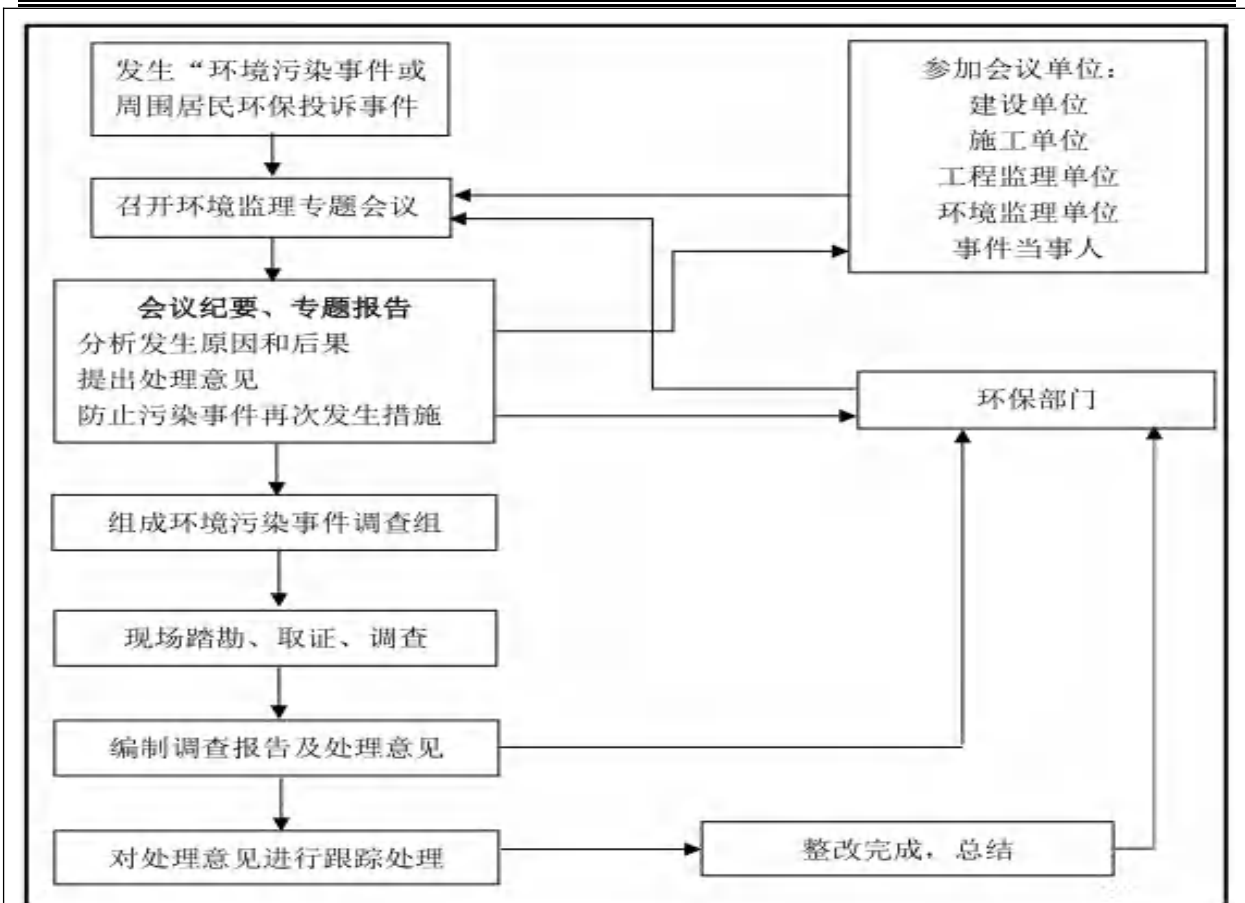 发生“环境污染事件或
周围居民环保投诉事件
召开环境监理专题会议
会议纪要、专题报告
分析发生原因和后果
提出处理意见
防止污染事件再次发生措施
组成环境污染事件调查组
现场踏勘、取证、调查
编制调查报告及处理意见
对处理意见进行跟踪处理
参加会议单位：
建设单位
施工单位
工程监理单位
环境监理单位
事件当事人
环保部门
整改完成，总结